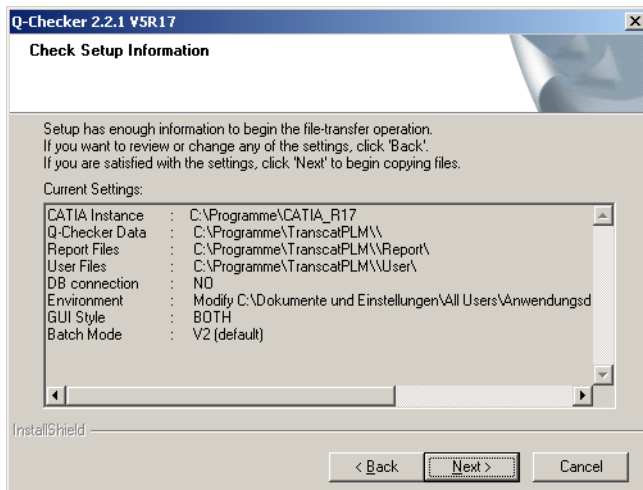 Q-Checker 2.2.1 V5R17
Check Setup Information
Setup has enough information to begin the file-transfer operation.
If you want to review or change any of the settings, click 'Back'.
If you are satisfied with the settings, click 'Next' to begin copying files.
Current Settings:
CATIA Instance : C:\Programme\CATIA_R17
Q-Checker Data : C:\Programme\TranscatPLM\\
Report Files : C:\Programme\TranscatPLM\\Report\
User Files : C:\Programme\TranscatPLM\\User\
DB connection : NO
Environment : Modify C:\Dokumente und Einstellungen\All Users\Anwendungsd
GUI Style : BOTH
Batch Mode : V2 (default)
InstallShield
< Back Next > Cancel